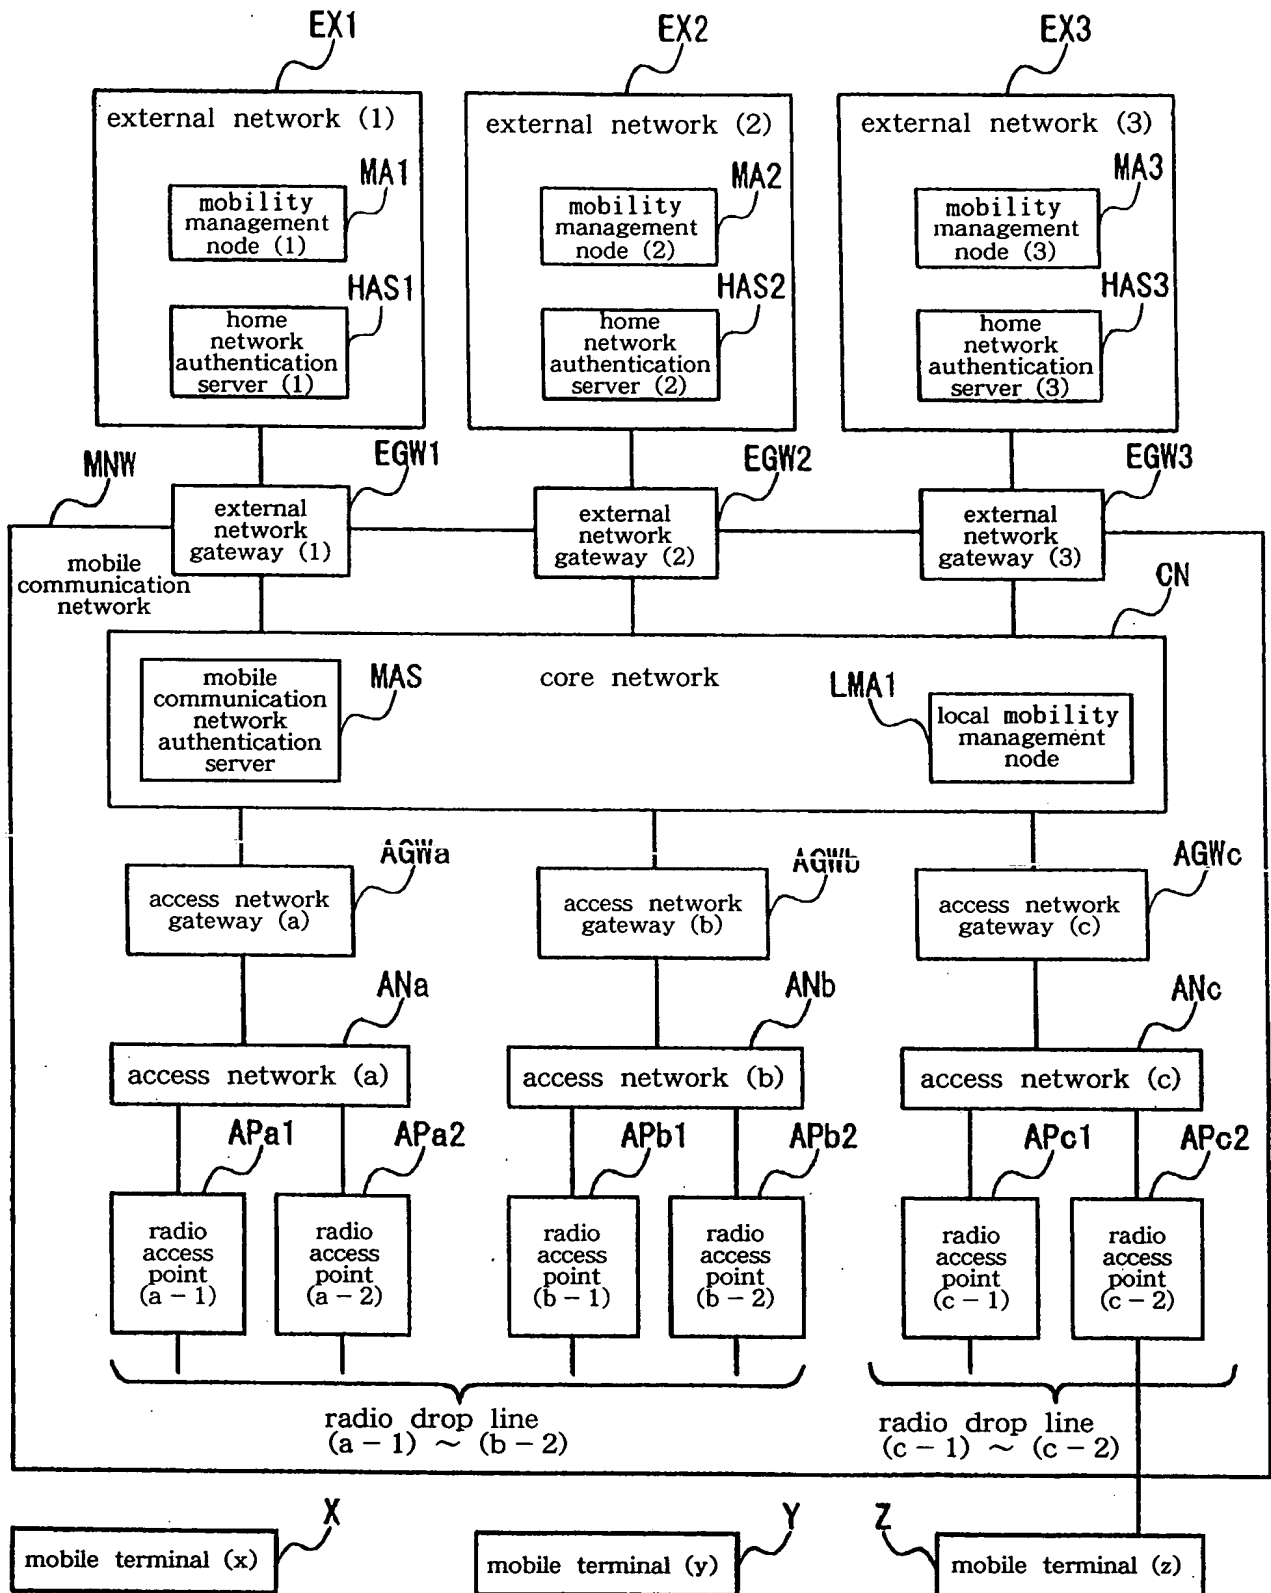 EX1
EX2
EX3
external network (1)
external network (2)
external network (3)
MA1
MA2
MA3
mobility
management
node (1)
mobility
management
node (2)
mobility
management
node (3)
HAS1
HAS2
HAS3
home
network
authentication
server (1)
home
network
authentication
server (2)
home
network
authentication
server (3)
MNW
EGW1
EGW2
EGW3
external
network
gateway (1)
external
network
gateway (2)
external
network
gateway (3)
mobile
communication
network
CN
mobile
communication
network
authentication
server
MAS
core network
LMA1
local mobility
management
node
AGWa
AGWb
AGWc
access network
gateway (a)
access network
gateway (b)
access network
gateway (c)
ANa
ANb
ANc
access network (a)
access network (b)
access network (c)
APa1
APa2
APb1
APb2
APc1
APc2
radio
access
point
(a-1)
radio
access
point
(a-2)
radio
access
point
(b-1)
radio
access
point
(b-2)
radio
access
point
(c-1)
radio
access
point
(c-2)
radio drop line
(a-1) ~ (b-2)
radio drop line
(c-1) ~ (c-2)
X
Y
Z
mobile terminal (x)
mobile terminal (y)
mobile terminal (z)